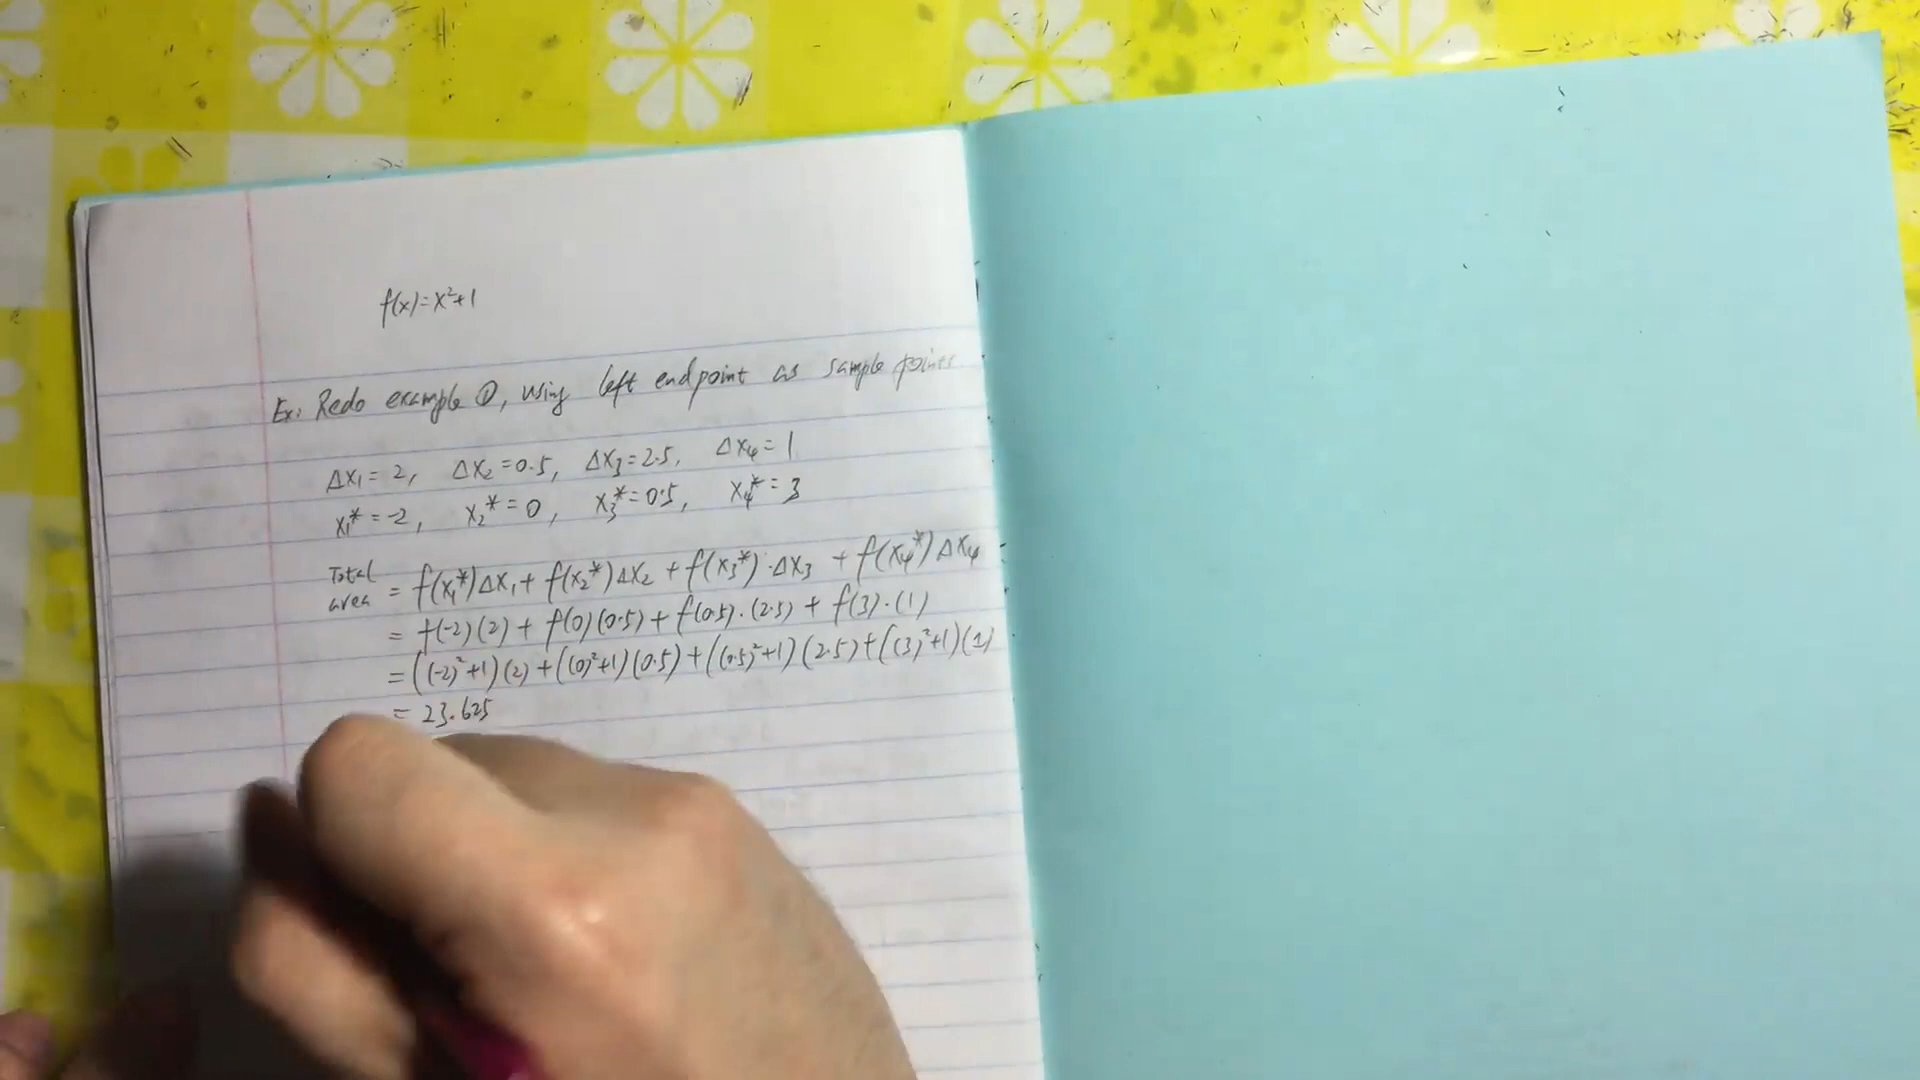 f(x)=x²+1
Ex: Redo example ①, using left endpoint as sample points
Δx₁=2, Δx₂=0.5, Δx₃=2.5, Δx₄=1
x₁*=-2, x₂*=0, x₃*=0.5, x₄*=3
Total area = f(x₁*)Δx₁+f(x₂*)Δx₂+f(x₃*)·Δx₃+f(x₄*)Δx₄
= f(-2)(2)+f(0)(0.5)+f(0.5)·(2.5)+f(3)·(1)
=((-2)²+1)(2)+((0)²+1)(0.5)+((0.5)²+1)(2.5)+((3)²+1)(1)
= 23.625